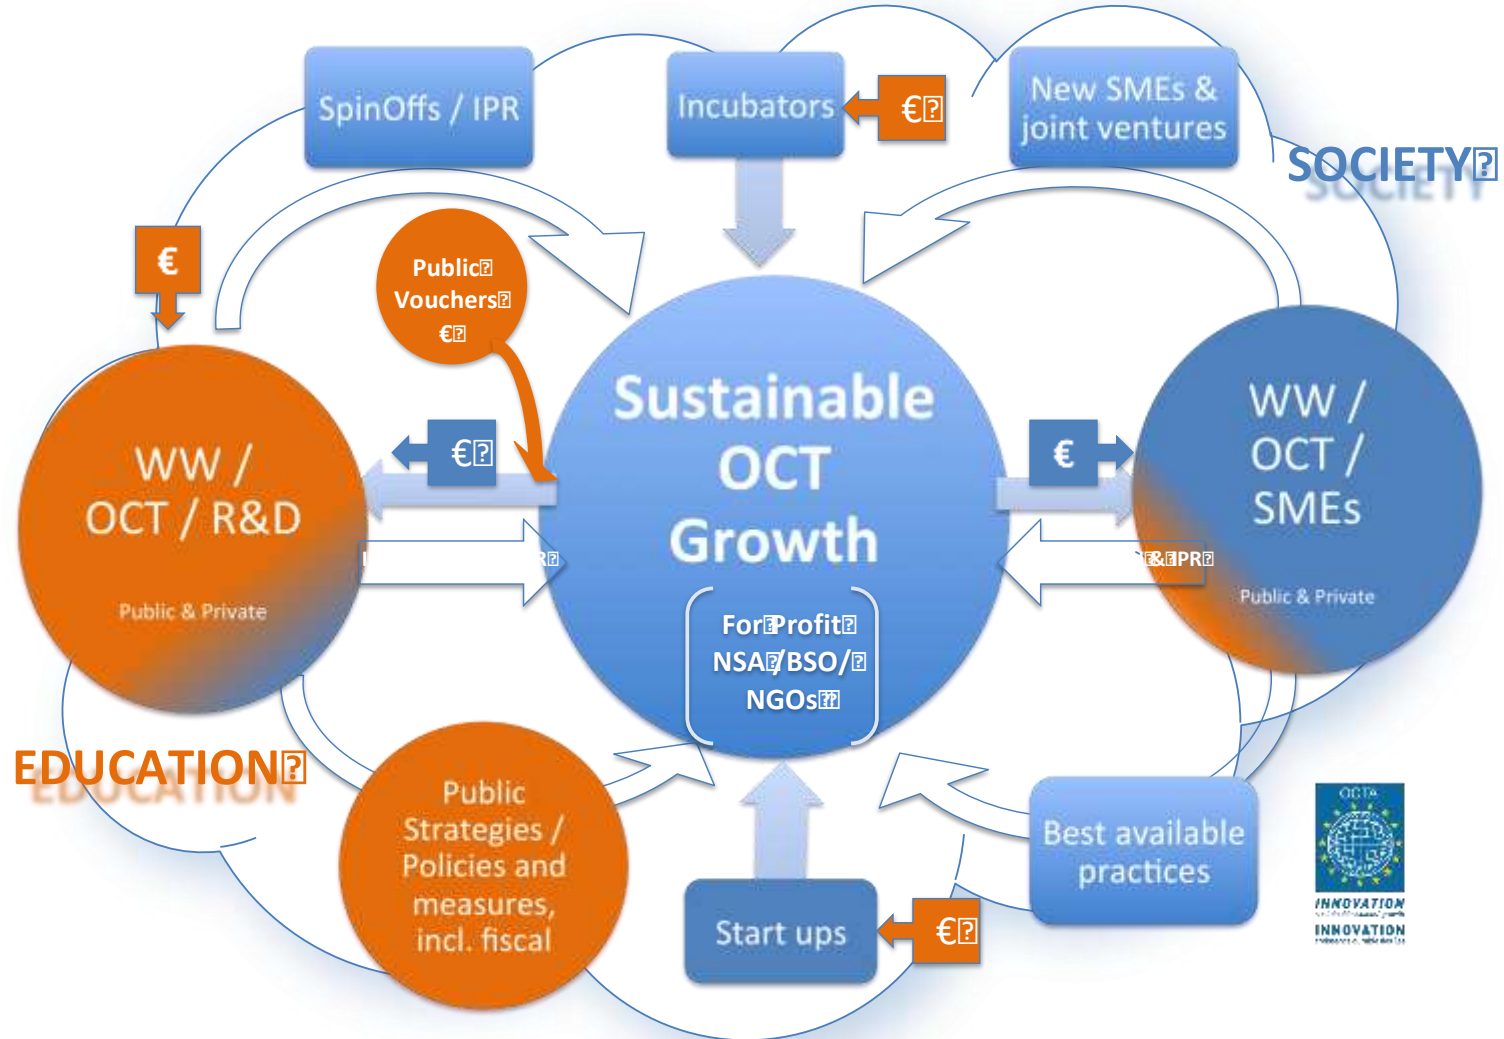 SpinOffs / IPR
Incubators
€
New SMEs &
joint ventures
SOCIETY
€
Public
Vouchers
€
Sustainable
OCT
Growth
For Profit
NSA /BSO/
NGOs
WW /
OCT / R&D
Public & Private
€
€
WW /
OCT /
SMEs
Public & Private
& IPR
EDUCATION
Public
Strategies /
Policies and
measures,
incl. fiscal
Start ups
€
Best available
practices
OCTA
INNOVATION
INNOVATION